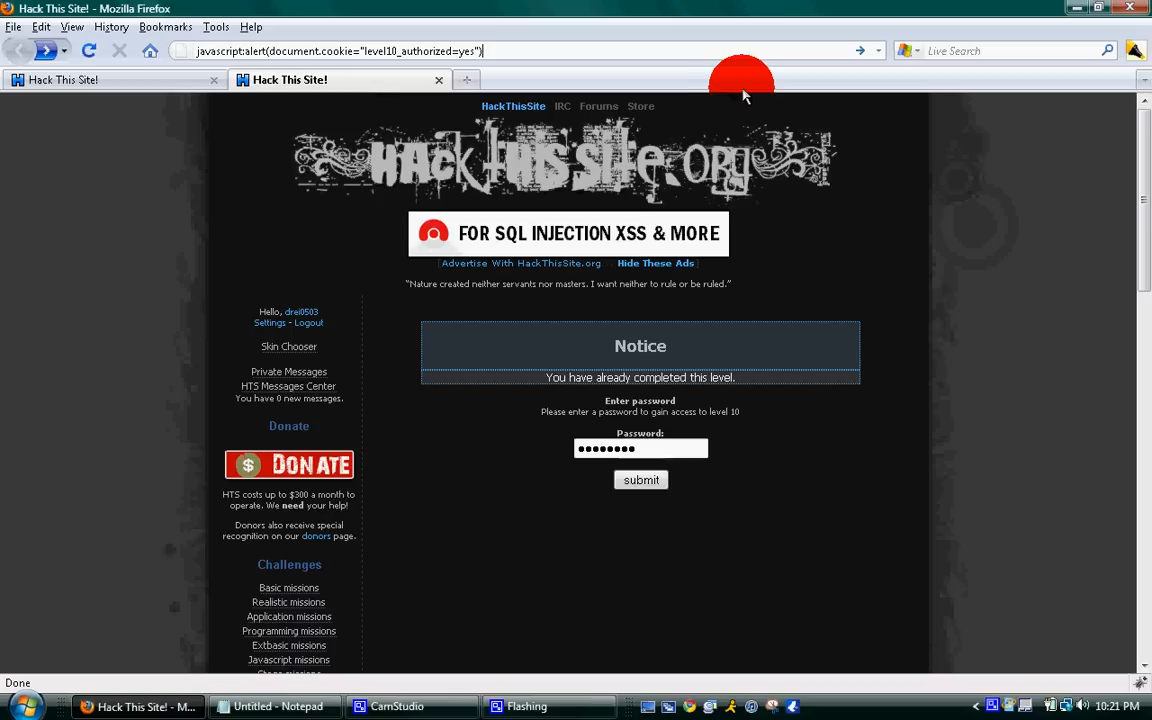 Hack This Site! - Mozilla Firefox
File Edit View History Bookmarks Tools Help
javascript:alert(document.cookie="level10_authorized=yes")
Live Search
Hack This Site!
Hack This Site!
HackThisSite IRC Forums Store
HACK THIS SITE.ORG
FOR SQL INJECTION XSS & MORE
Advertise With HackThisSite.org Hide These Ads
"Nature created neither servants nor masters. I want neither to rule or be ruled."
Hello, drei0503
Settings - Logout
Skin Chooser
Private Messages
HTS Messages Center
You have 0 new messages.
Donate
$ DONATE
HTS costs up to $300 a month to
operate. We need your help!
Donors also receive special
recognition on our donors page.
Challenges
Basic missions
Realistic missions
Application missions
Programming missions
Extbasic missions
Javascript missions
Notice
You have already completed this level.
Enter password
Please enter a password to gain access to level 10
Password:
submit
Done
Hack This Site! - M...
Untitled - Notepad
CamStudio
Flashing
10:21 PM